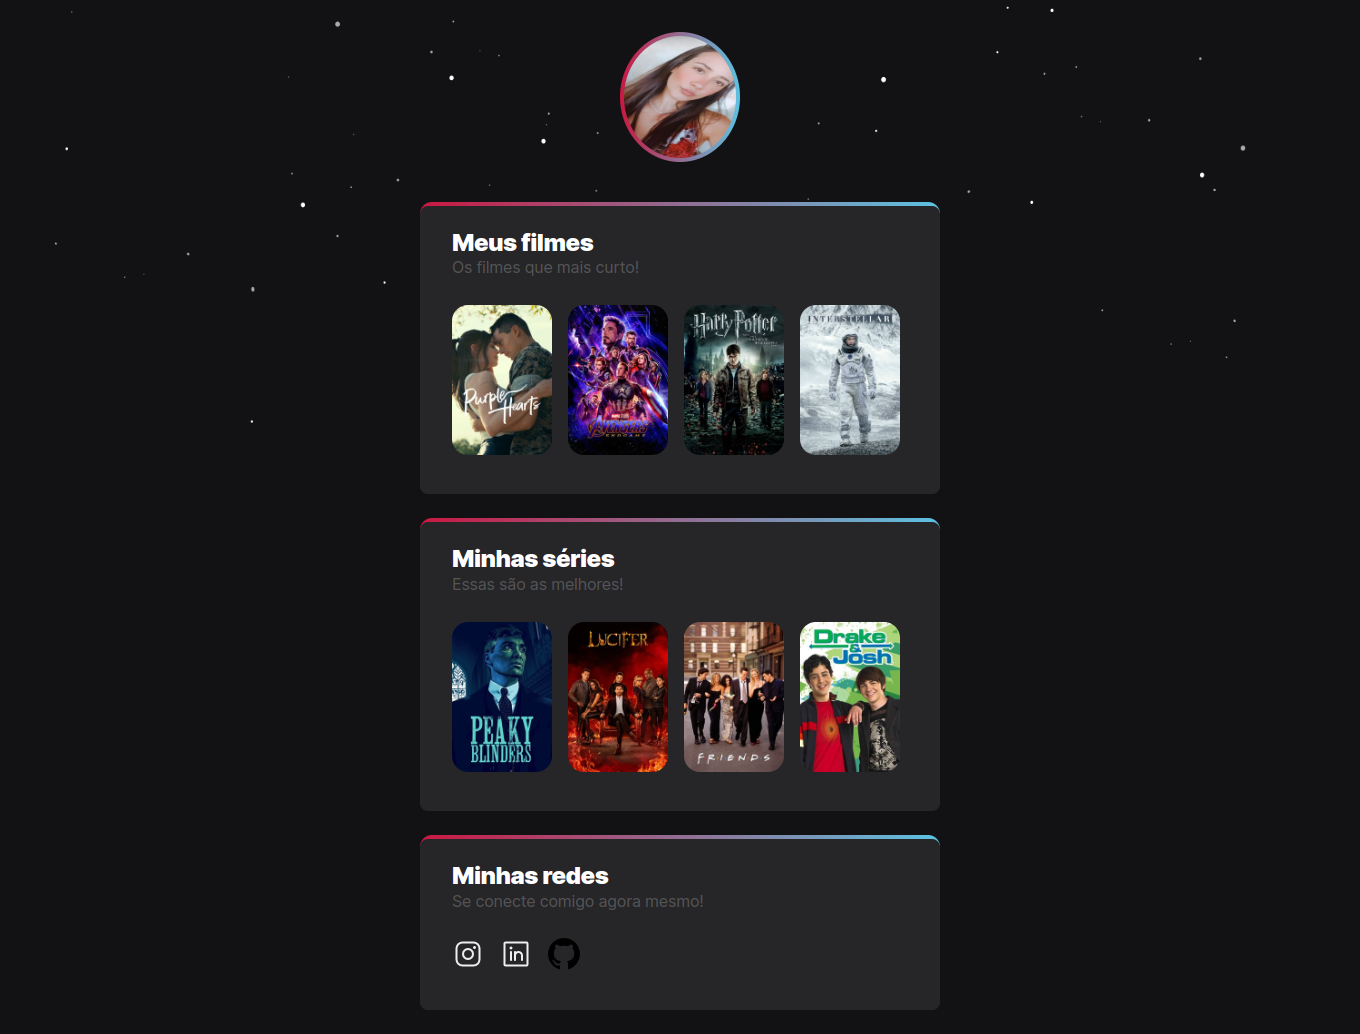 Meus filmes
Os filmes que mais curto!
Purple
Hearts
AVENGERS
ENDGAME
Harry Potter
INTERSTELLAR
Minhas séries
Essas são as melhores!
PEAKY
BLINDERS
LUCIFER
FRIENDS
Drake
&
Josh
Minhas redes
Se conecte comigo agora mesmo!
in